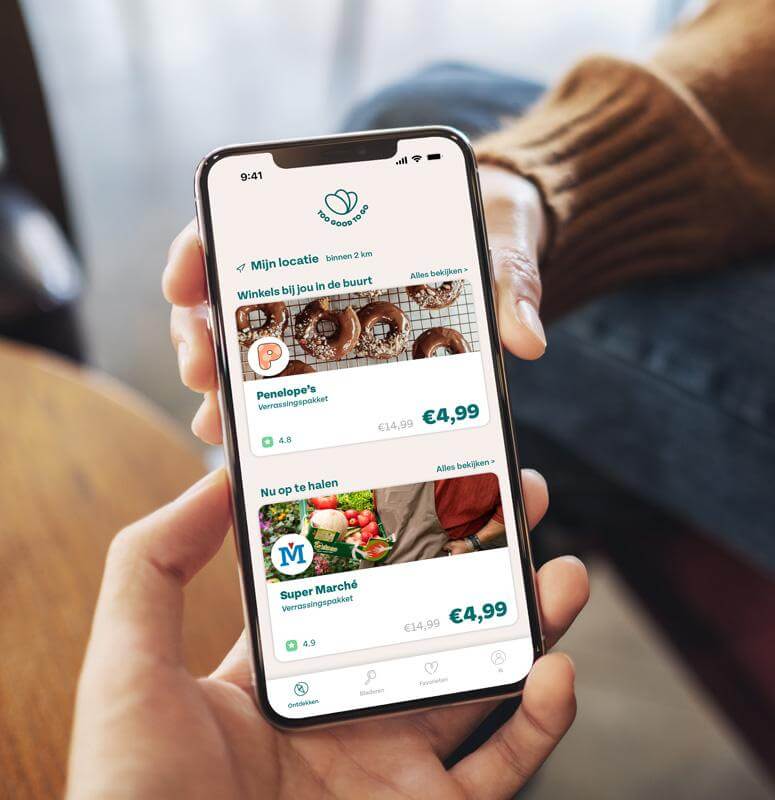 9:41
TOO GOOD TO GO
Mijn locatie binnen 2 km
Winkels bij jou in de buurt Alles bekijken >
P
Penelope's
Verrassingspakket
€14,99 €4,99
4.8
Nu op te halen Alles bekijken >
M
Super Marché
Verrassingspakket
€14,99 €4,99
4.9
Ontdekken Bladeren Favorieten Ik